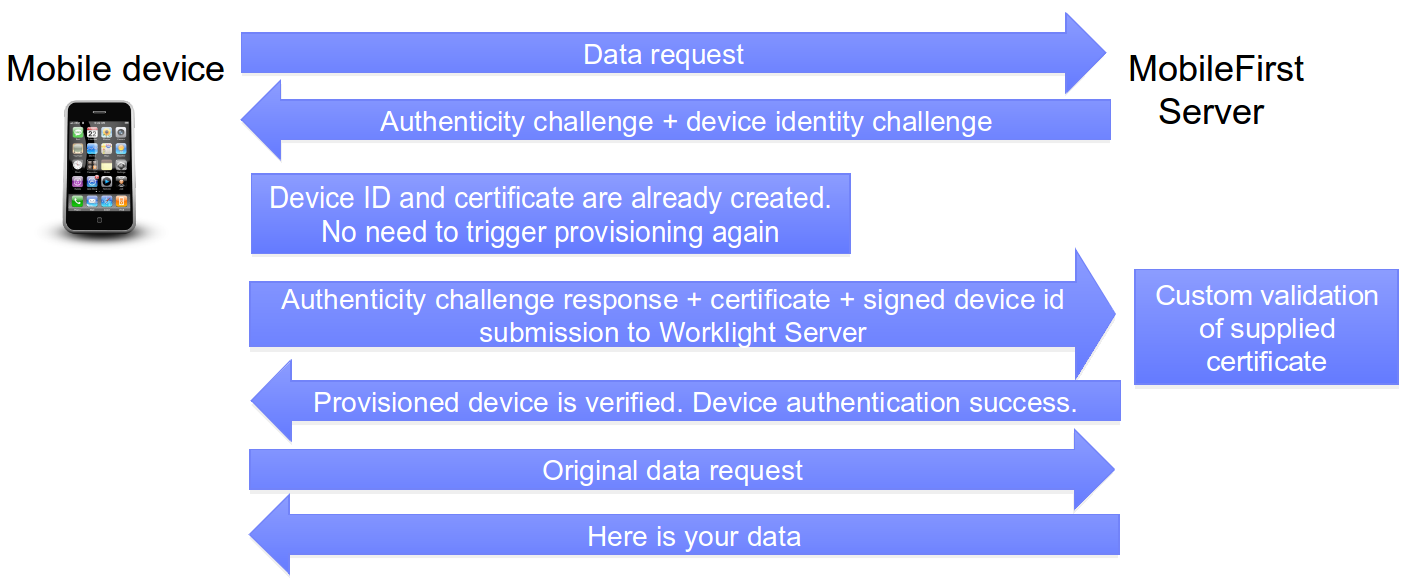 Data request
Mobile device
MobileFirst
Server
Authenticity challenge + device identity challenge
Device ID and certificate are already created.
No need to trigger provisioning again
Authenticity challenge response + certificate + signed device id
submission to Worklight Server
Custom validation
of supplied
certificate
Provisioned device is verified. Device authentication success.
Original data request
Here is your data